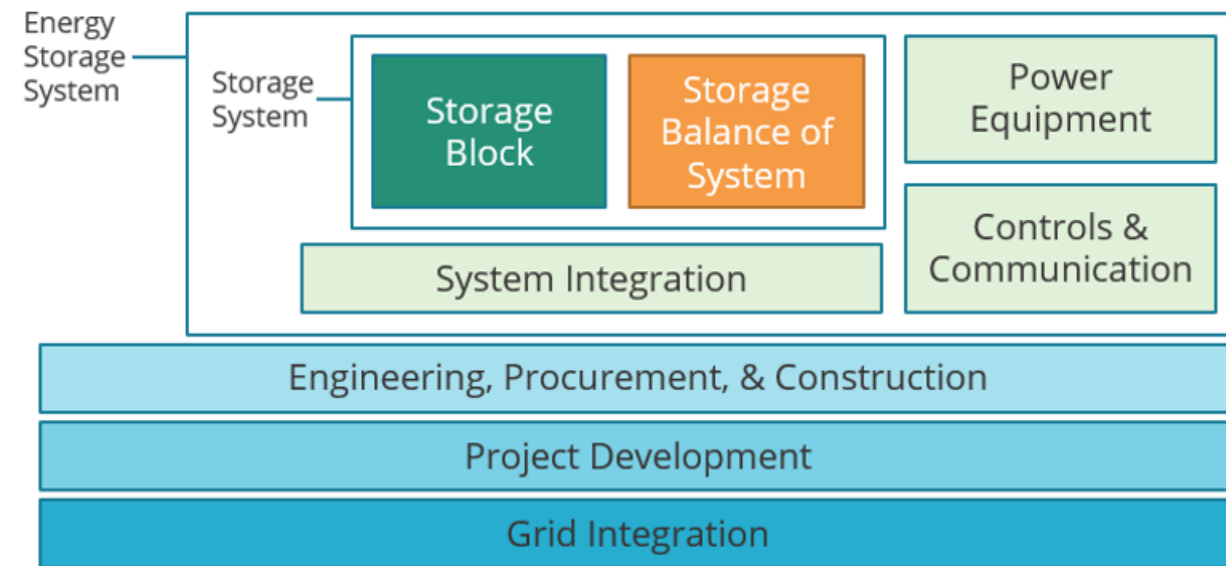 Energy
Storage
System
Storage
System
Storage
Block
Storage
Balance of
System
Power
Equipment
Controls &
Communication
System Integration
Engineering, Procurement, & Construction
Project Development
Grid Integration